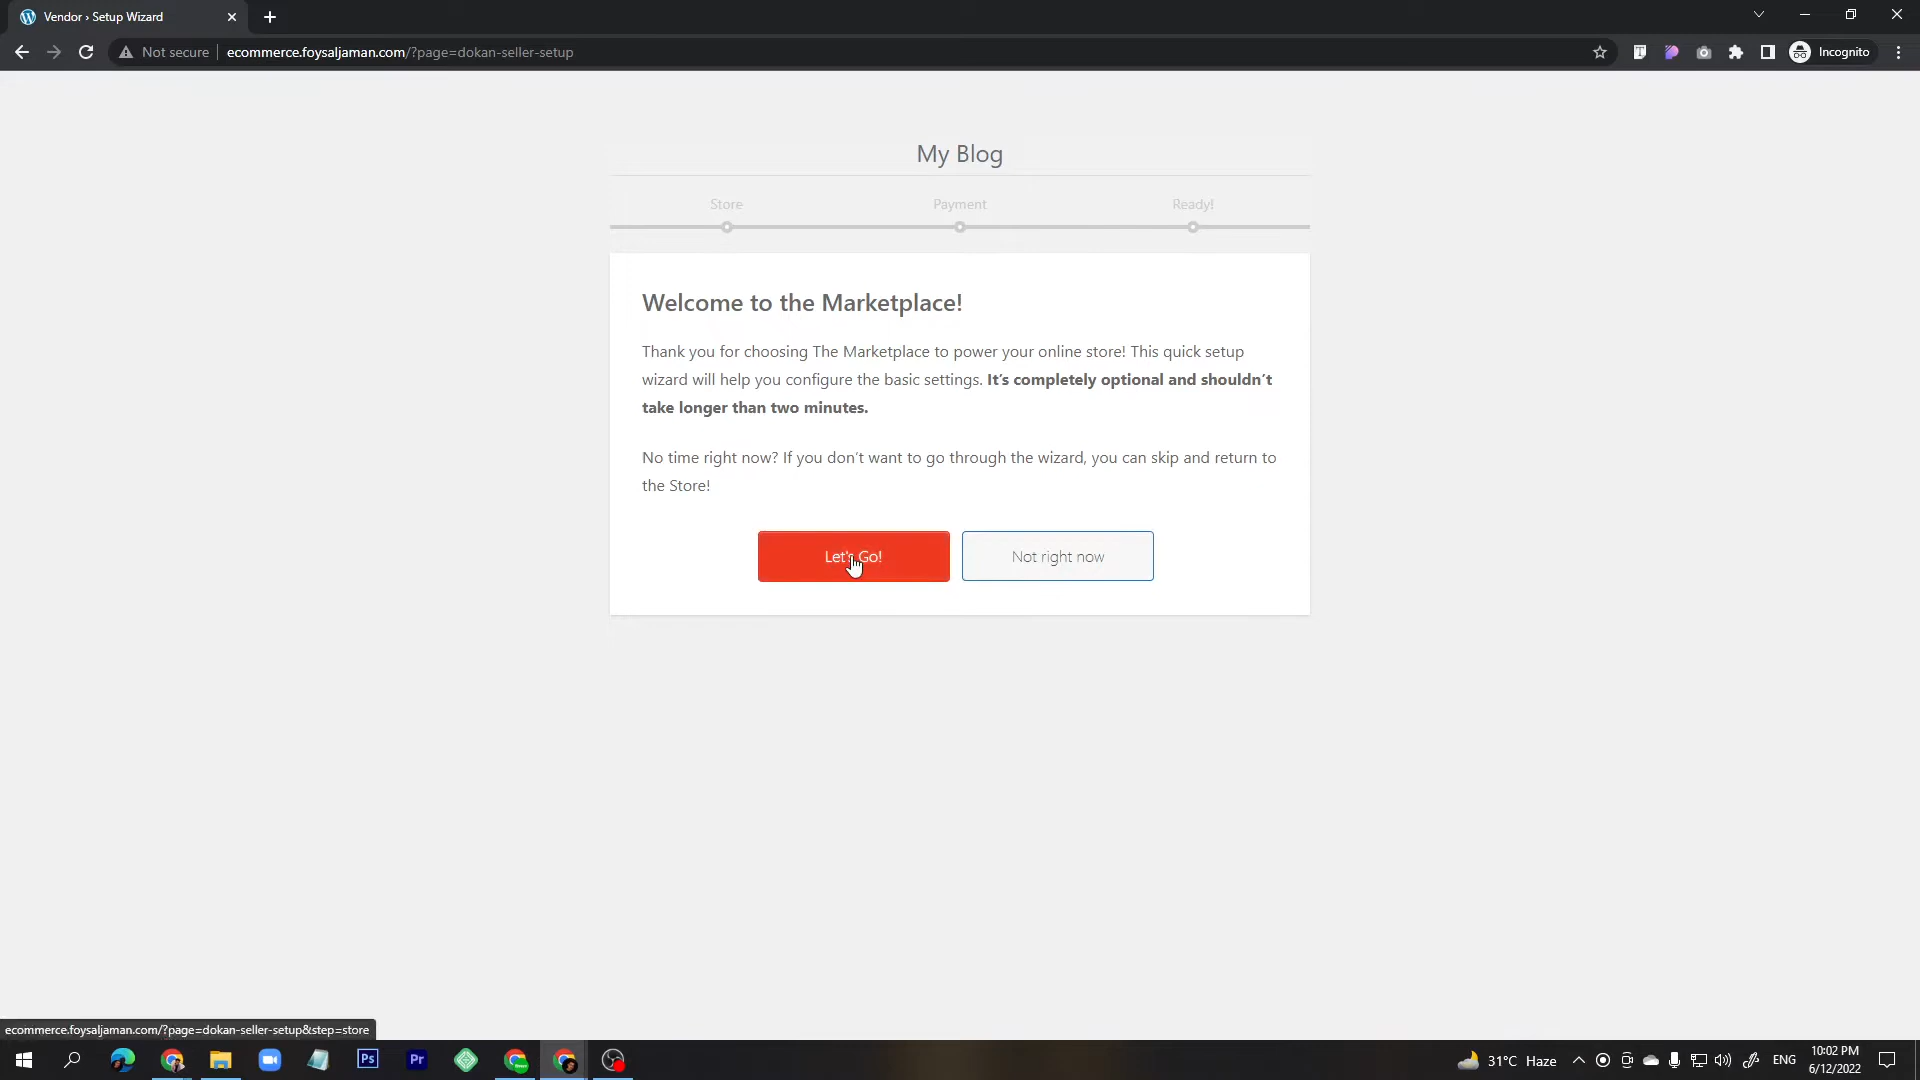 Vendor › Setup Wizard
Not secure
ecommerce.foysaljaman.com/?page=dokan-seller-setup
Incognito
My Blog
Store
Payment
Ready!
Welcome to the Marketplace!
Thank you for choosing The Marketplace to power your online store! This quick setup
wizard will help you configure the basic settings. It’s completely optional and shouldn’t
take longer than two minutes.
No time right now? If you don’t want to go through the wizard, you can skip and return to
the Store!
Let's Go!
Not right now
ecommerce.foysaljaman.com/?page=dokan-seller-setup&step=store
Ps
Pr
31°C Haze
ENG
10:02 PM
6/12/2022